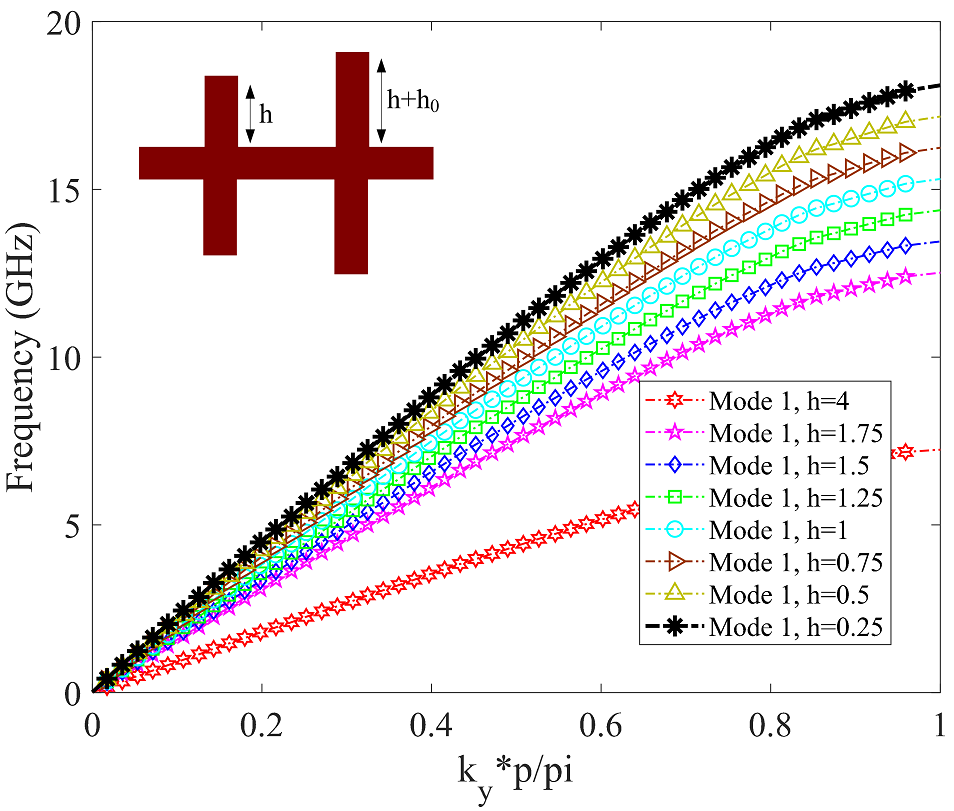 20
15
10
5
0
Frequency (GHz)
h
h+h₀
Mode 1, h=4
Mode 1, h=1.75
Mode 1, h=1.5
Mode 1, h=1.25
Mode 1, h=1
Mode 1, h=0.75
Mode 1, h=0.5
Mode 1, h=0.25
0 0.2 0.4 0.6 0.8 1
k_y*p/pi